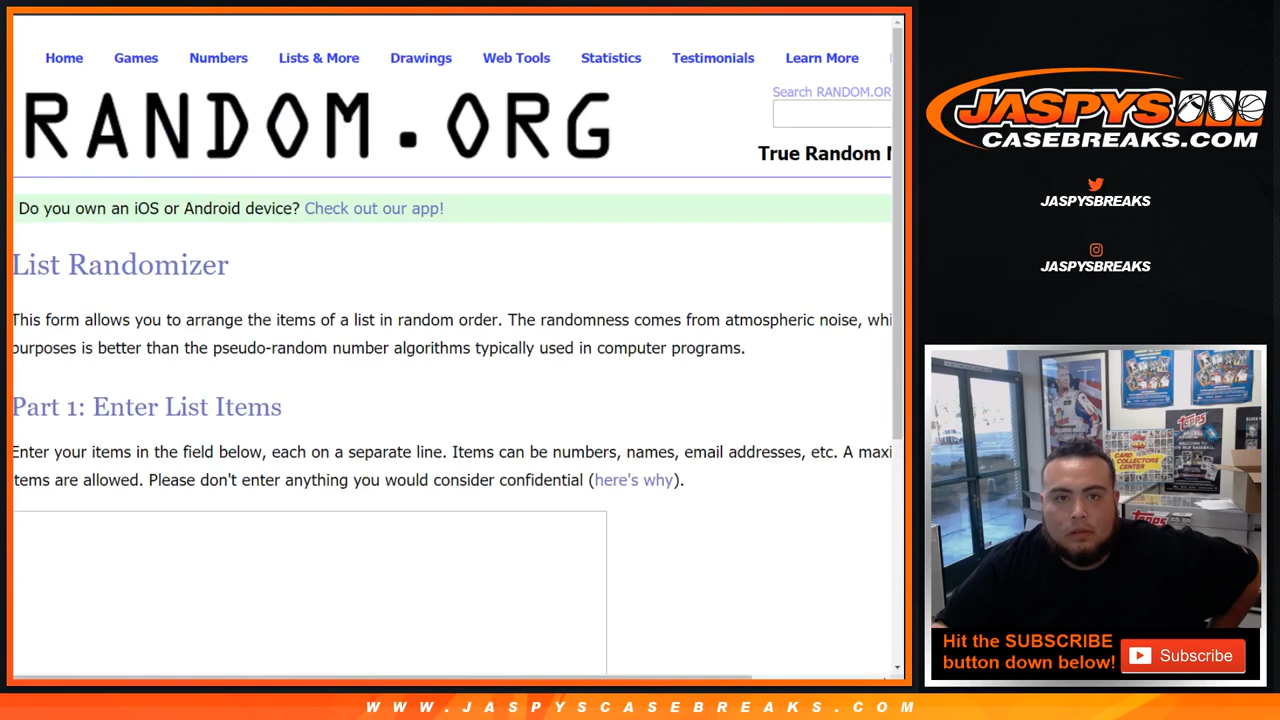 Home Games Numbers Lists & More Drawings Web Tools Statistics Testimonials Learn More
Search RANDOM.OR
RANDOM.ORG
True Random
Do you own an iOS or Android device? Check out our app!
List Randomizer
This form allows you to arrange the items of a list in random order. The randomness comes from atmospheric noise, whi
purposes is better than the pseudo-random number algorithms typically used in computer programs.
Part 1: Enter List Items
Enter your items in the field below, each on a separate line. Items can be numbers, names, email addresses, etc. A maxi
items are allowed. Please don't enter anything you would consider confidential (here's why).
JASPYS
CASEBREAKS.COM
JASPYSBREAKS
JASPYSBREAKS
Topps
CARD
COLLECTORS
CENTER
Topps
Hit the SUBSCRIBE
button down below!
Subscribe
WWW.JASPYSCASEBREAKS.COM